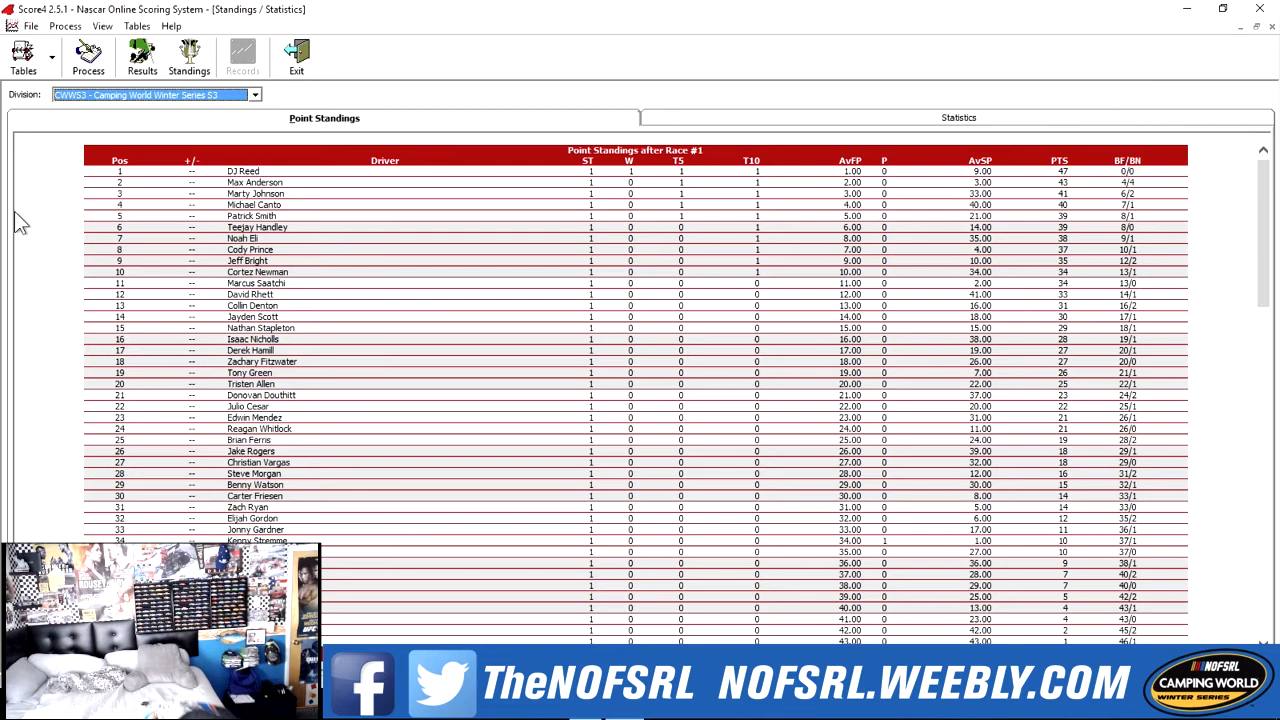 Score4 2.5.1 - Nascar Online Scoring System - [Standings / Statistics]
File Process View Tables Help
Tables Process Results Standings Records Exit
Division: CWWS3 - Camping World Winter Series S3
Point Standings Statistics
Point Standings after Race #1
Pos +/- Driver ST W T5 T10 AvFP P AvSP PTS BF/BN
1 -- DJ Reed 1 1 1 1 1.00 0 9.00 47 0/0
2 -- Max Anderson 1 0 1 1 2.00 0 3.00 43 4/4
3 -- Marty Johnson 1 0 1 1 3.00 0 33.00 41 6/2
4 -- Michael Canto 1 0 1 1 4.00 0 40.00 40 7/1
5 -- Patrick Smith 1 0 1 1 5.00 0 21.00 39 8/1
6 -- Teejay Handley 1 0 0 1 6.00 0 14.00 39 8/0
7 -- Noah Eli 1 0 0 1 8.00 0 35.00 38 9/1
8 -- Cody Prince 1 0 0 1 7.00 0 4.00 37 10/1
9 -- Jeff Bright 1 0 0 1 9.00 0 10.00 35 12/2
10 -- Cortez Newman 1 0 0 1 10.00 0 34.00 34 13/1
11 -- Marcus Saatchi 1 0 0 0 11.00 0 2.00 34 13/0
12 -- David Rhett 1 0 0 0 12.00 0 41.00 33 14/1
13 -- Collin Denton 1 0 0 0 13.00 0 16.00 31 16/2
14 -- Jayden Scott 1 0 0 0 14.00 0 18.00 30 17/1
15 -- Nathan Stapleton 1 0 0 0 15.00 0 15.00 29 18/1
16 -- Isaac Nicholls 1 0 0 0 16.00 0 38.00 28 19/1
17 -- Derek Hamill 1 0 0 0 17.00 0 19.00 27 20/1
18 -- Zachary Fitzwater 1 0 0 0 18.00 0 26.00 27 20/0
19 -- Tony Green 1 0 0 0 19.00 0 7.00 26 21/1
20 -- Tristen Allen 1 0 0 0 20.00 0 22.00 25 22/1
21 -- Donovan Douthitt 1 0 0 0 21.00 0 37.00 23 24/2
22 -- Julio Cesar 1 0 0 0 22.00 0 20.00 22 25/1
23 -- Edwin Mendez 1 0 0 0 23.00 0 31.00 21 26/1
24 -- Reagan Whitlock 1 0 0 0 24.00 0 11.00 21 26/0
25 -- Brian Ferris 1 0 0 0 25.00 0 24.00 19 28/2
26 -- Jake Rogers 1 0 0 0 26.00 0 39.00 18 29/1
27 -- Christian Vargas 1 0 0 0 27.00 0 32.00 18 29/0
28 -- Steve Morgan 1 0 0 0 28.00 0 12.00 16 31/2
29 -- Benny Watson 1 0 0 0 29.00 0 30.00 15 32/1
30 -- Carter Friesen 1 0 0 0 30.00 0 8.00 14 33/1
31 -- Zach Ryan 1 0 0 0 31.00 0 5.00 14 33/0
32 -- Elijah Gordon 1 0 0 0 32.00 0 6.00 12 35/2
33 -- Jonny Gardner 1 0 0 0 33.00 0 17.00 11 36/1
34 -- Kenny Stremme 1 0 0 0 34.00 1 1.00 10 37/1
1 0 0 0 35.00 0 27.00 10 37/0
1 0 0 0 36.00 0 36.00 9 38/1
1 0 0 0 37.00 0 28.00 7 40/2
1 0 0 0 38.00 0 29.00 7 40/0
1 0 0 0 39.00 0 25.00 5 42/2
1 0 0 0 40.00 0 13.00 4 43/1
1 0 0 0 41.00 0 23.00 4 43/0
1 0 0 0 42.00 0 42.00 2 45/2
1 0 0 0 43.00 0 43.00 1 46/1
TheNOFSRL NOFSRL.WEEBLY.COM
NOFSRL
CAMPING WORLD
WINTER SERIES